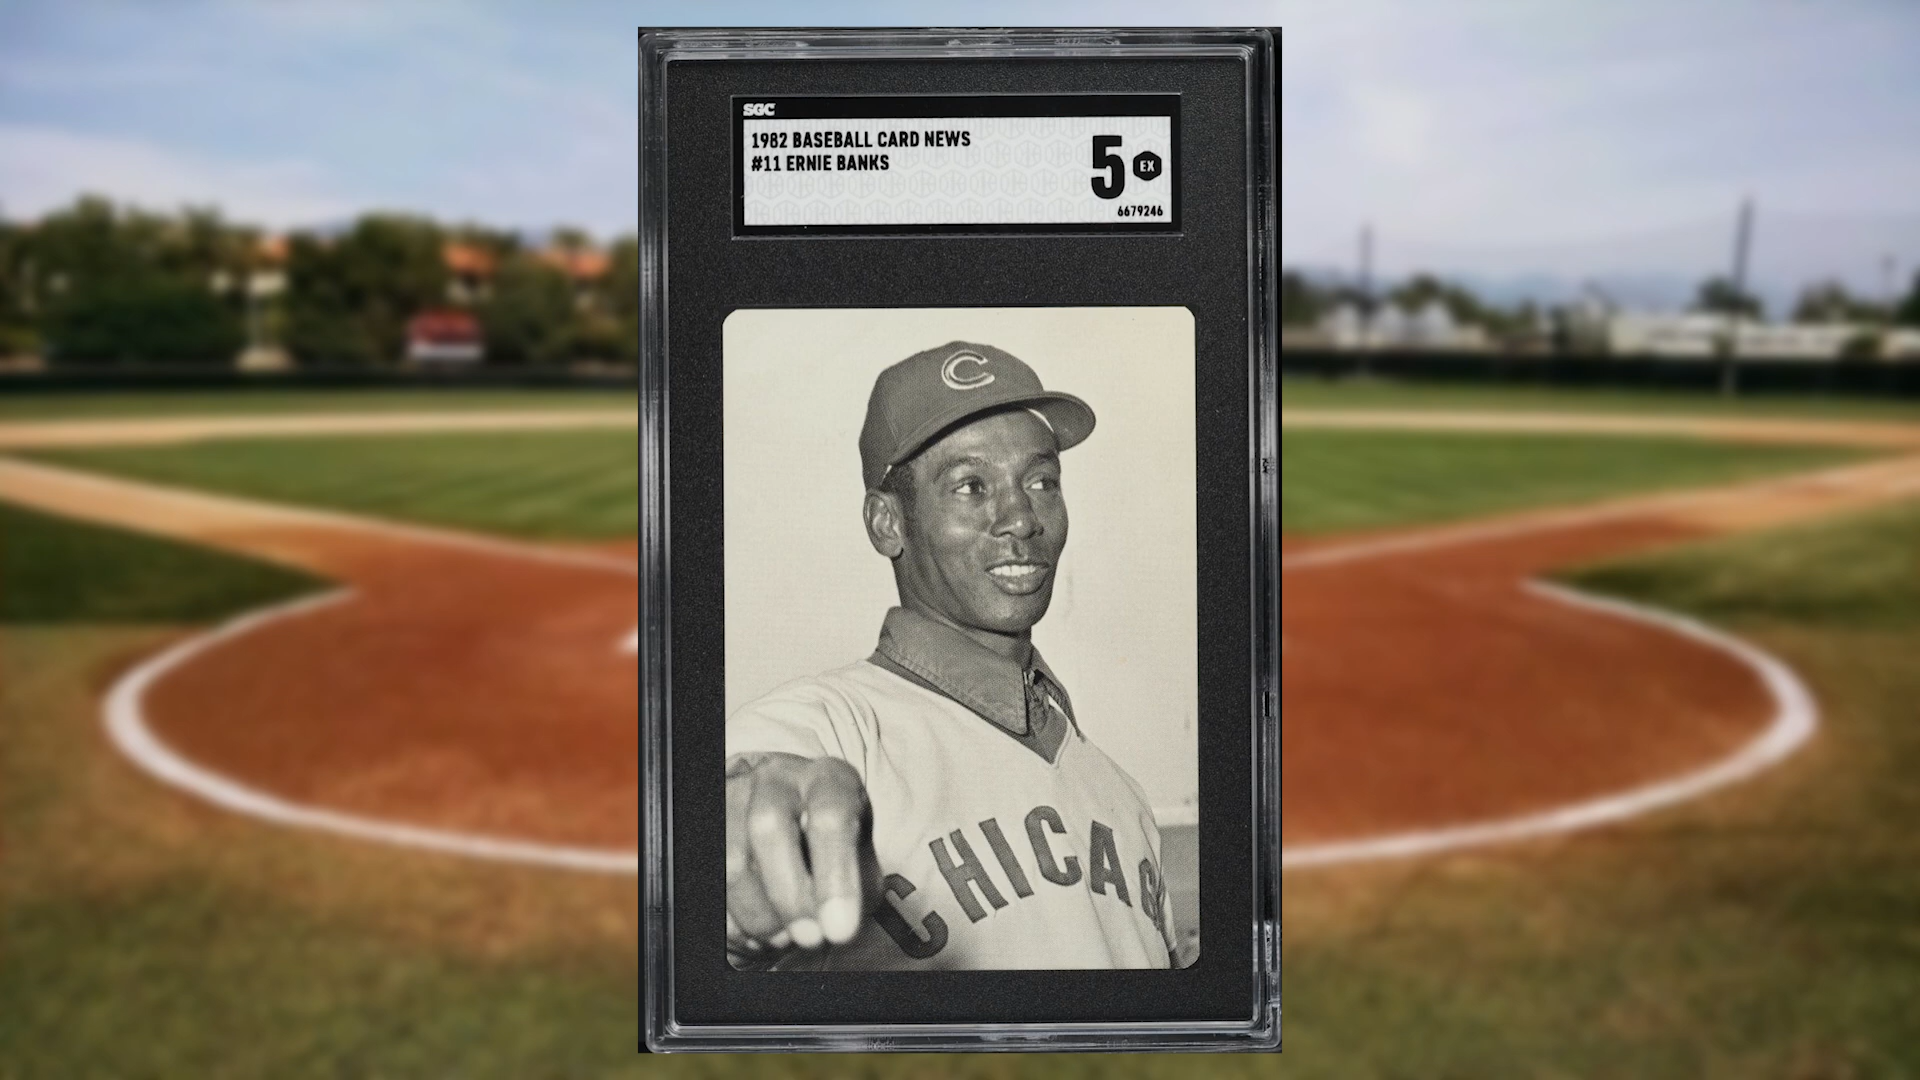 SGC
1982 BASEBALL CARD NEWS
#11 ERNIE BANKS
5 EX
6679246
C
CHICAG